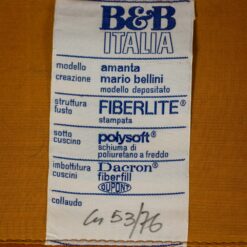 B&B
ITALIA
modello amanta
creazione mario bellini
modello depositato
struttura FIBERLITE®
fusto stampata
sotto polysoft®
cuscino schiuma di
poliuretano a freddo
imbottitura Dacron®
cuscini fiberfill
DUPONT
collaudo
53/76